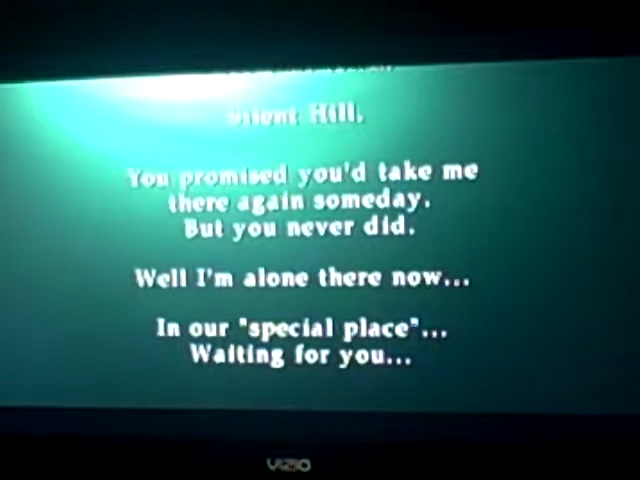 Silent Hill.
You promised you'd take me
there again someday.
But you never did.
Well I'm alone there now...
In our "special place"...
Waiting for you...
VIZIO